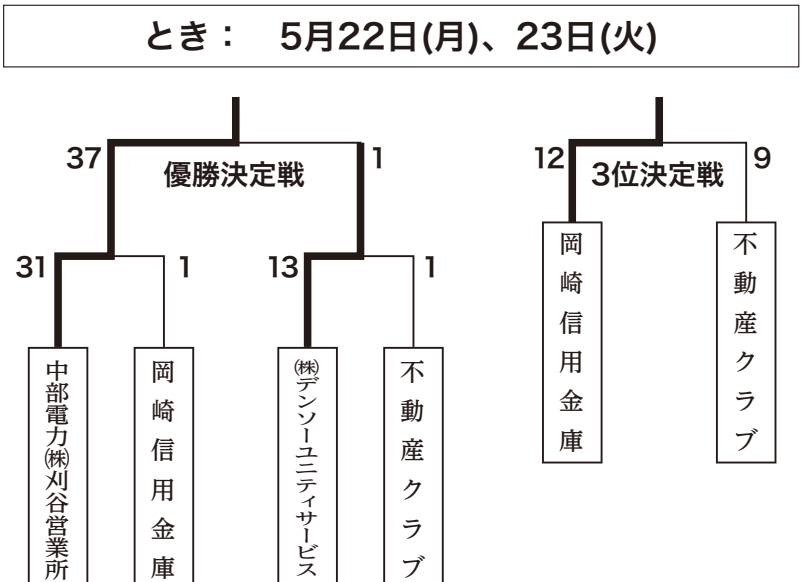 とき：　5月22日(月)、23日(火)
37
優勝決定戦
1
12
3位決定戦
9
31
1
13
1
中部電力㈱刈谷営業所
岡崎信用金庫
㈱デンソーユニティサービス
不動産クラブ
岡崎信用金庫
不動産クラブ